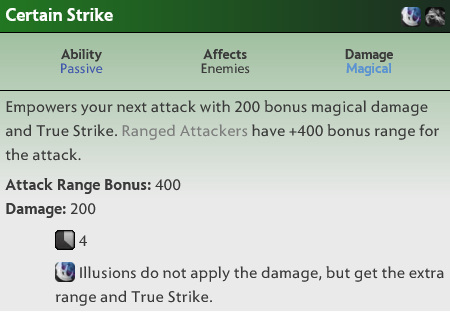 Certain Strike
Ability Affects Damage
Passive Enemies Magical
Empowers your next attack with 200 bonus magical damage
and True Strike. Ranged Attackers have +400 bonus range for
the attack.
Attack Range Bonus: 400
Damage: 200
4
Illusions do not apply the damage, but get the extra
range and True Strike.